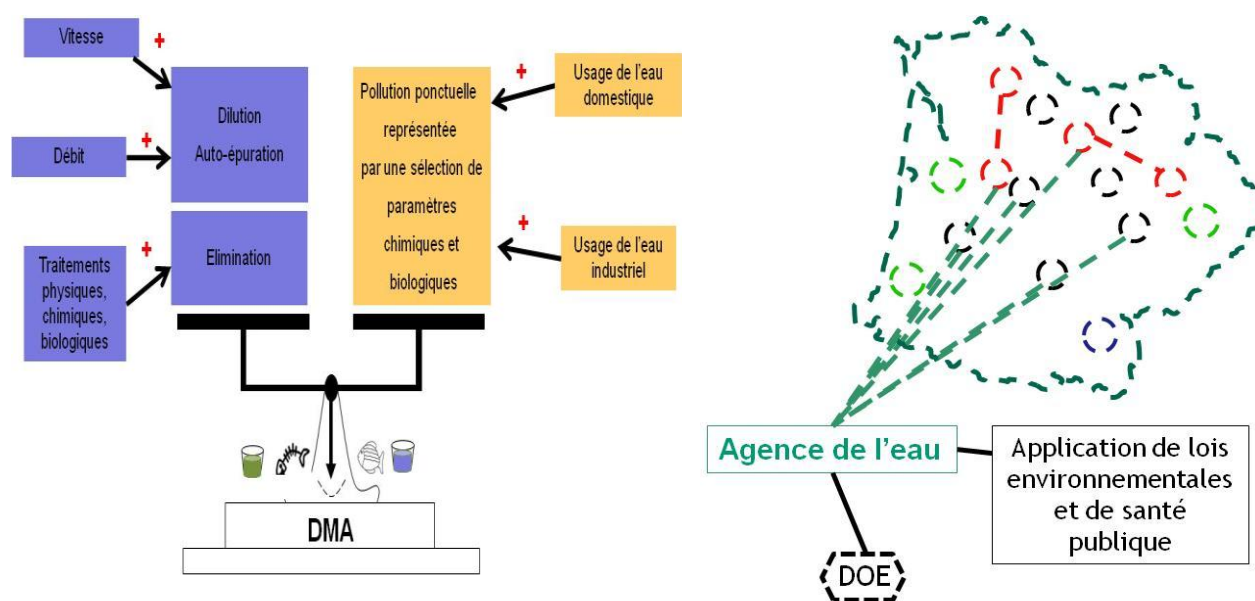 Vitesse
+
Débit
+
Traitements
physiques,
chimiques,
biologiques
+
Dilution
Auto-épuration
Elimination
Pollution ponctuelle
représentée
par une sélection de
paramètres
chimiques et
biologiques
+
Usage de l'eau
domestique
+
Usage de l'eau
industriel
DMA
Agence de l'eau
Application de lois
environnementales
et de santé
publique
DOE